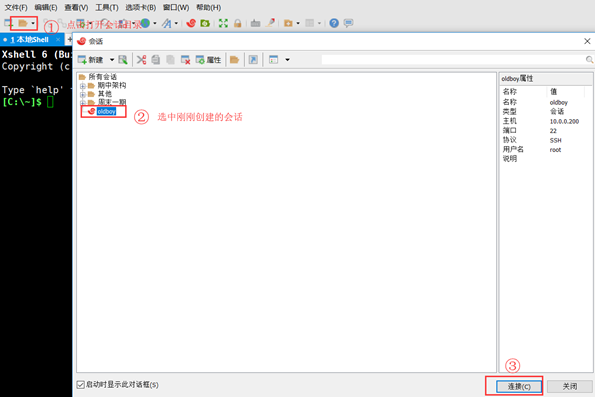 文件(F) 编辑(E) 查看(V) 工具(T) 选项卡(B) 窗口(W) 帮助(H)
① 点击打开会话目录
1 本地Shell
会话
新建 属性
Xshell 6 (Bu
Copyright (c
Type `help'
[C:\~]$
所有会话
期中架构
其他
周末一期
oldboy
② 选中刚刚创建的会话
oldboy属性
名称 值
名称 oldboy
类型 会话
主机 10.0.0.200
端口 22
协议 SSH
用户名 root
说明
③
启动时显示此对话框(S)
连接(C) 关闭